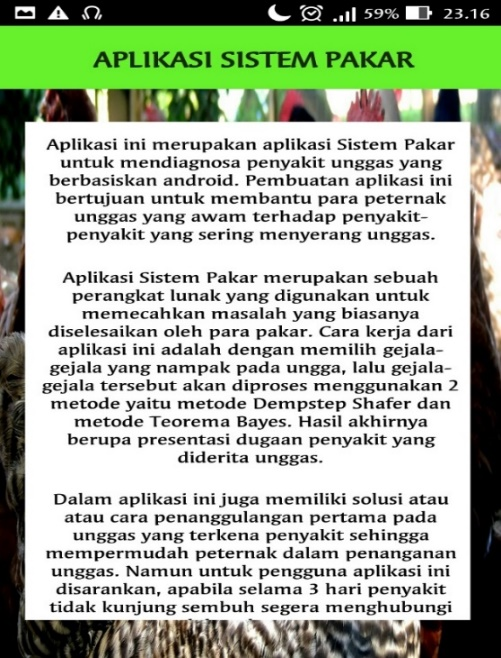 59% 23.16
APLIKASI SISTEM PAKAR
Aplikasi ini merupakan aplikasi Sistem Pakar
untuk mendiagnosa penyakit unggas yang
berbasiskan android. Pembuatan aplikasi ini
bertujuan untuk membantu para peternak
unggas yang awam terhadap penyakit-
penyakit yang sering menyerang unggas.
Aplikasi Sistem Pakar merupakan sebuah
perangkat lunak yang digunakan untuk
memecahkan masalah yang biasanya
diselesaikan oleh para pakar. Cara kerja dari
aplikasi ini adalah dengan memilih gejala-
gejala yang nampak pada ungga, lalu gejala-
gejala tersebut akan diproses menggunakan 2
metode yaitu metode Dempstep Shafer dan
metode Teorema Bayes. Hasil akhirnya
berupa presentasi dugaan penyakit yang
diderita unggas.
Dalam aplikasi ini juga memiliki solusi atau
atau cara penanggulangan pertama pada
unggas yang terkena penyakit sehingga
mempermudah peternak dalam penanganan
unggas. Namun untuk pengguna aplikasi ini
disarankan, apabila selama 3 hari penyakit
tidak kunjung sembuh segera menghubungi